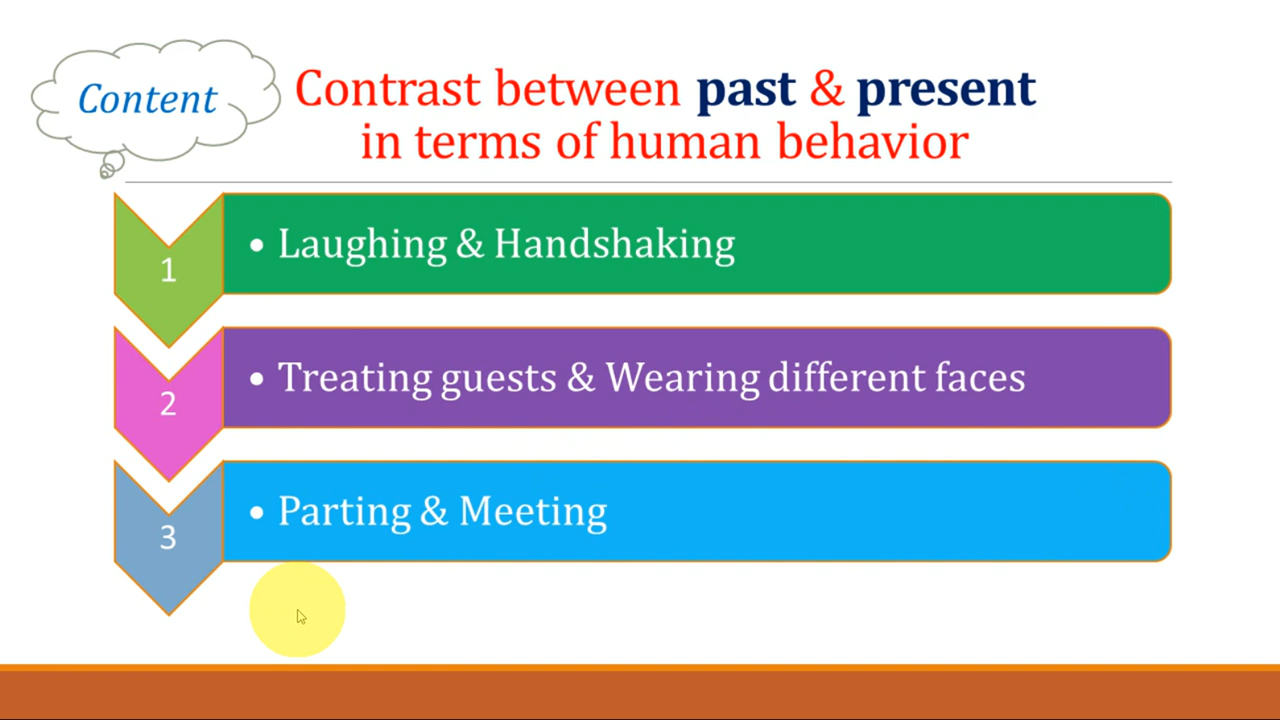 Content
Contrast between past & present
in terms of human behavior
1
• Laughing & Handshaking
2
• Treating guests & Wearing different faces
3
• Parting & Meeting